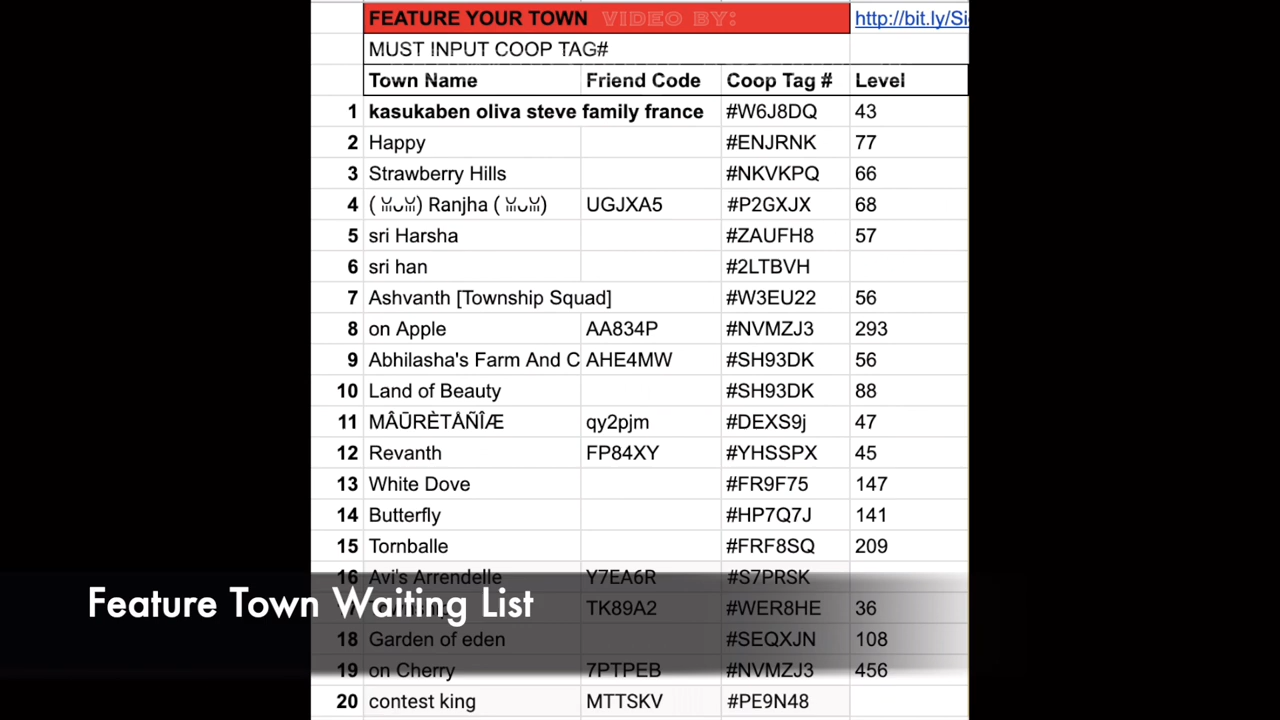 FEATURE YOUR TOWN VIDEO BY: http://bit.ly/Si
MUST INPUT COOP TAG#
Town Name Friend Code Coop Tag # Level
1 kasukaben oliva steve family france #W6J8DQ 43
2 Happy #ENJRNK 77
3 Strawberry Hills #NKVKPQ 66
4 Ranjha UGJXA5 #P2GXJX 68
5 sri Harsha #ZAUFH8 57
6 sri han #2LTBVH
7 Ashvanth [Township Squad] #W3EU22 56
8 on Apple AA834P #NVMZJ3 293
9 Abhilasha's Farm And C AHE4MW #SH93DK 56
10 Land of Beauty #SH93DK 88
11 MÂŪRÈTÅÑÎÆ qy2pjm #DEXS9j 47
12 Revanth FP84XY #YHSSPX 45
13 White Dove #FR9F75 147
14 Butterfly #HP7Q7J 141
15 Tornballe #FRF8SQ 209
16 Avi's Arrendelle Y7EA6R #S7PRSK
Feature Town Waiting List
TK89A2 #WER8HE 36
18 Garden of eden #SEQXJN 108
19 on Cherry 7PTPEB #NVMZJ3 456
20 contest king MTTSKV #PE9N48